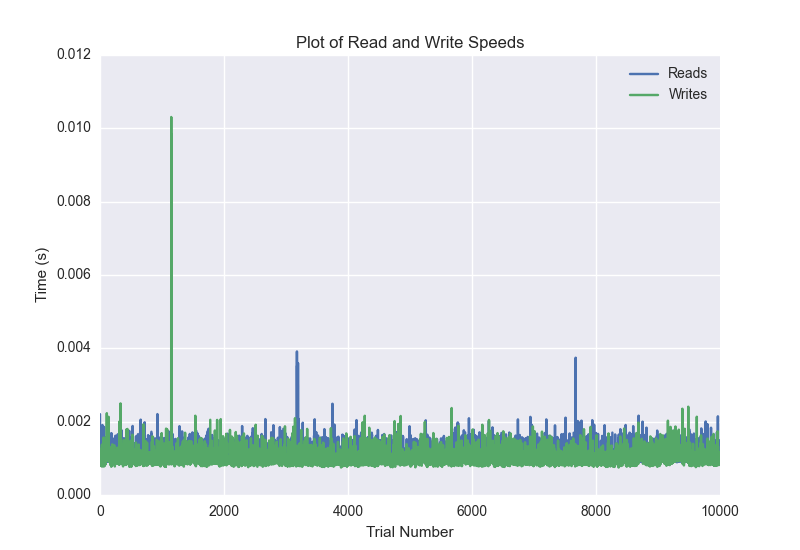 Plot of Read and Write Speeds
0.012
0.010
0.008
0.006
0.004
0.002
0.000
Time (s)
Reads
Writes
0 2000 4000 6000 8000 10000
Trial Number